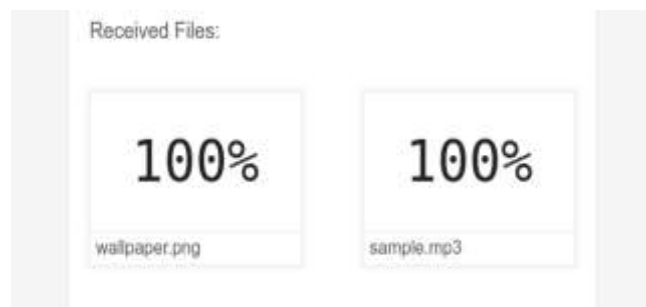 Received Files:
100%
wallpaper.png
100%
sample.mp3